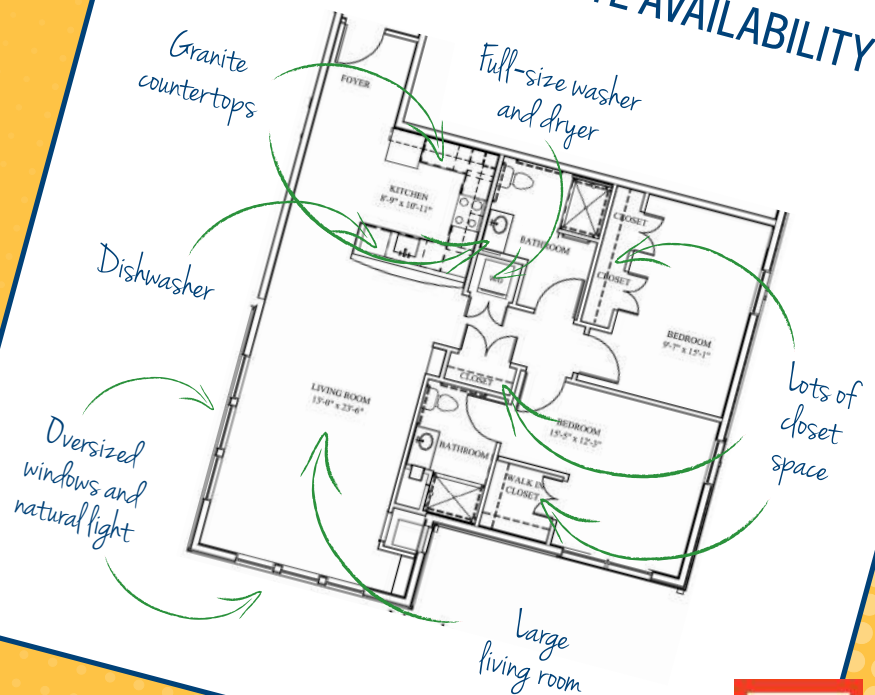 AVAILABILITY
Granite
countertops
Full-size washer
and dryer
FOYER
KITCHEN
8'-9" x 10'-11"
Dishwasher
BATHROOM
CLOSET
CLOSET
BEDROOM
9'-7" x 15'-1"
LIVING ROOM
13'-0" x 23'-6"
CLOSET
BEDROOM
15'-5" x 12'-3"
BATHROOM
WALK IN
CLOSET
Lots of
closet
space
Oversized
windows and
natural light
Large
living room